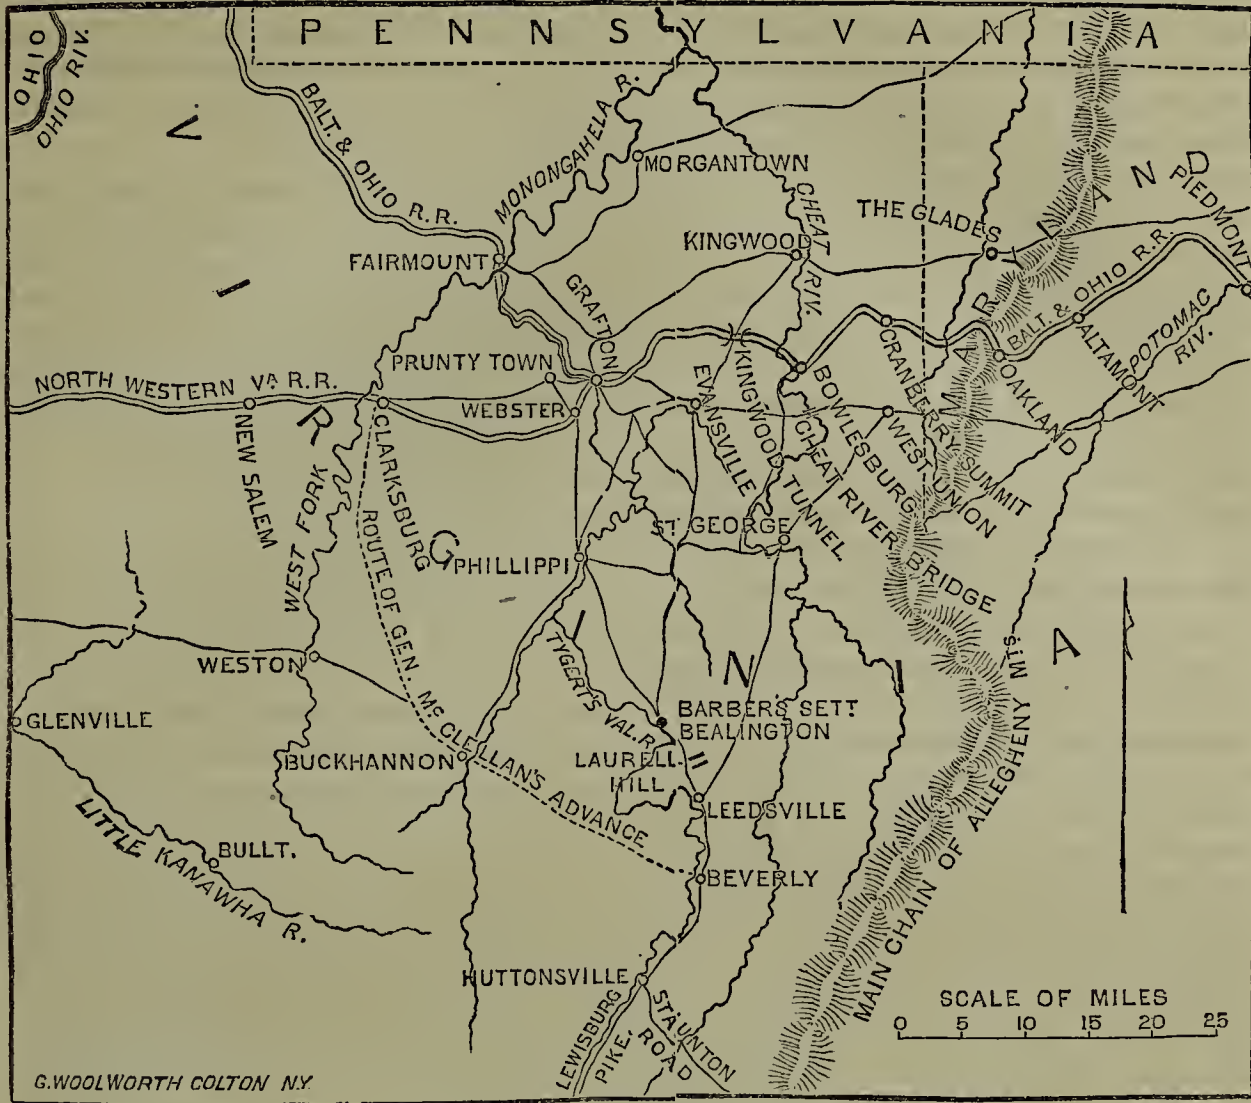 PENNSYLVANIA
OHIO
OHIO RIV.
BALT. & OHIO R.R.
MONONGAHELA R.
MORGANTOWN
CHEAT RIV.
THE GLADES
MARYLAND
PIEDMONT
KINGWOOD
FAIRMOUNT
GRAFTON
BALT. & OHIO R.R.
POTOMAC RIV.
ALTAMONT
OAKLAND
CRANBERRY SUMMIT
PRUNTY TOWN
NORTH WESTERN VA R.R.
WEBSTER
EVANSVILLE
KINGWOOD TUNNEL
BOWLESBURG
CHEAT RIVER BRIDGE
WEST UNION
NEW SALEM
CLARKSBURG
WEST FORK
VIRGINIA
ST. GEORGE
PHILLIPPI
ROUTE OF GEN. Mc CLELLAN'S ADVANCE
WESTON
TYGERT'S VAL. R.
GLENVILLE
BARBER'S SETT.
BEALINGTON
BUCKHANNON
LAURELL
HILL
LEEDSVILLE
LITTLE KANAWHA R.
BULLT.
BEVERLY
MAIN CHAIN OF ALLEGHENY MTS.
HUTTONSVILLE
LEWISBURG
PIKE.
STAUNTON
ROAD
SCALE OF MILES
0 5 10 15 20 25
G. WOOLWORTH COLTON N.Y.